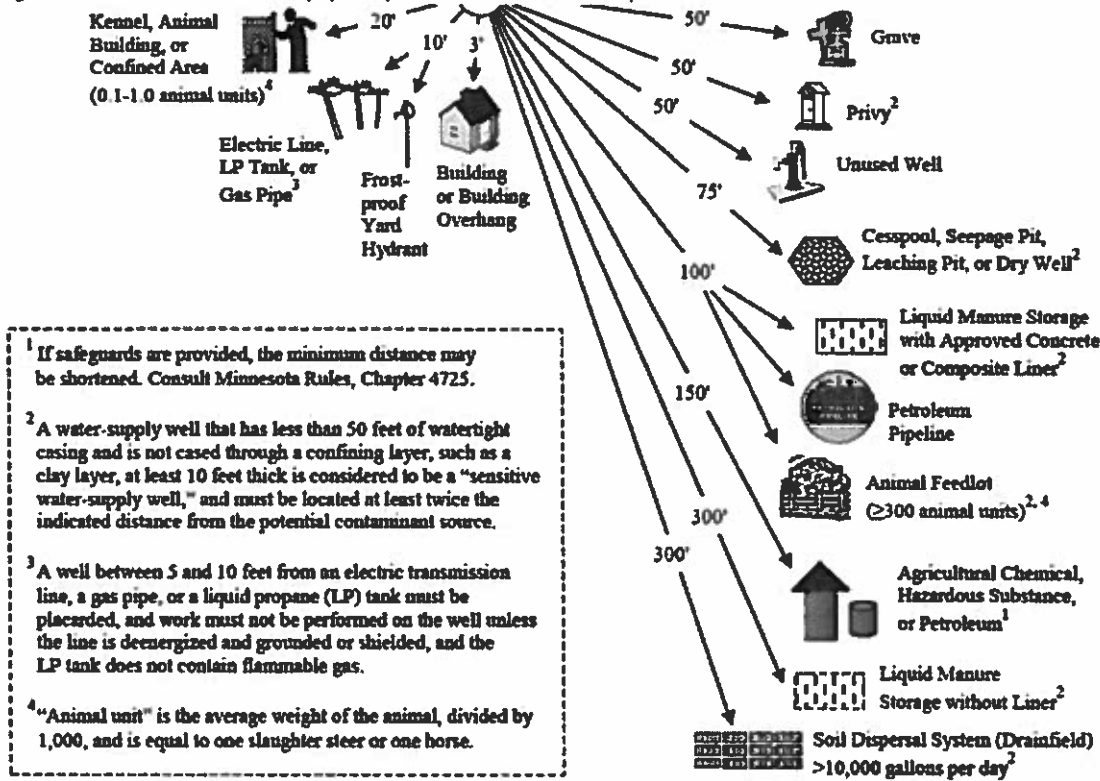 Kennel, Animal
Building, or
Confined Area
(0.1-1.0 animal units)⁴
20'
10'
3'
Electric Line,
LP Tank, or
Gas Pipe³
Frost-
proof
Yard
Hydrant
Building
or Building
Overhang
50'
Grave
50'
Privy²
50'
Unused Well
75'
Cesspool, Seepage Pit,
Leaching Pit, or Dry Well²
100'
Liquid Manure Storage
with Approved Concrete
or Composite Liner²
Petroleum
Pipeline
Animal Feedlot
(≥300 animal units)²,⁴
150'
Agricultural Chemical,
Hazardous Substance,
or Petroleum¹
300'
Liquid Manure
Storage without Liner²
300'
Soil Dispersal System (Drainfield)
>10,000 gallons per day²
¹ If safeguards are provided, the minimum distance may
be shortened. Consult Minnesota Rules, Chapter 4725.
² A water-supply well that has less than 50 feet of watertight
casing and is not cased through a confining layer, such as a
clay layer, at least 10 feet thick is considered to be a "sensitive
water-supply well," and must be located at least twice the
indicated distance from the potential contaminant source.
³ A well between 5 and 10 feet from an electric transmission
line, a gas pipe, or a liquid propane (LP) tank must be
placarded, and work must not be performed on the well unless
the line is deenergized and grounded or shielded, and the
LP tank does not contain flammable gas.
⁴ "Animal unit" is the average weight of the animal, divided by
1,000, and is equal to one slaughter steer or one horse.